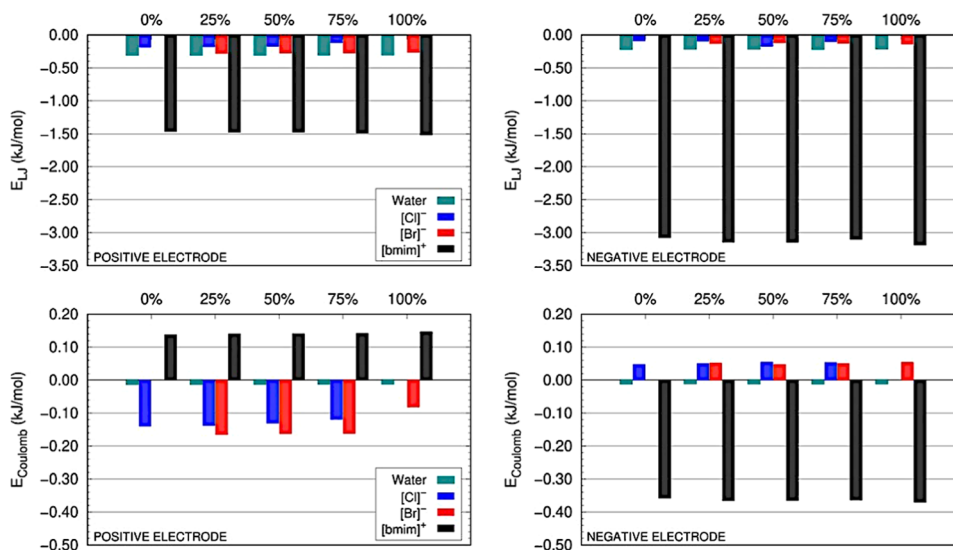 0% 25% 50% 75% 100%
0.00
−0.50
−1.00
−1.50
−2.00
−2.50
−3.00
−3.50
E_LJ (kJ/mol)
Water
[Cl]⁻
[Br]⁻
[bmim]⁺
POSITIVE ELECTRODE
0% 25% 50% 75% 100%
0.00
−0.50
−1.00
−1.50
−2.00
−2.50
−3.00
−3.50
E_LJ (kJ/mol)
NEGATIVE ELECTRODE
0% 25% 50% 75% 100%
0.20
0.10
0.00
−0.10
−0.20
−0.30
−0.40
−0.50
E_Coulomb (kJ/mol)
Water
[Cl]⁻
[Br]⁻
[bmim]⁺
POSITIVE ELECTRODE
0% 25% 50% 75% 100%
0.20
0.10
0.00
−0.10
−0.20
−0.30
−0.40
−0.50
E_Coulomb (kJ/mol)
NEGATIVE ELECTRODE